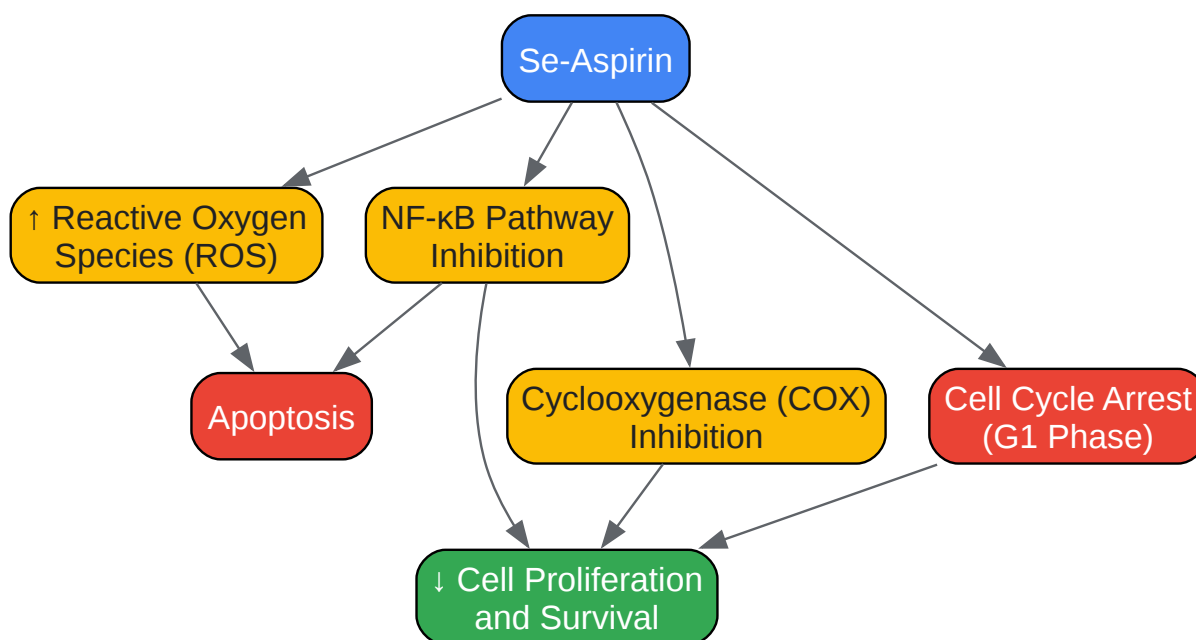 Se-Aspirin
↑ Reactive Oxygen
Species (ROS)
NF-κB Pathway
Inhibition
Apoptosis
Cyclooxygenase (COX)
Inhibition
Cell Cycle Arrest
(G1 Phase)
↓ Cell Proliferation
and Survival